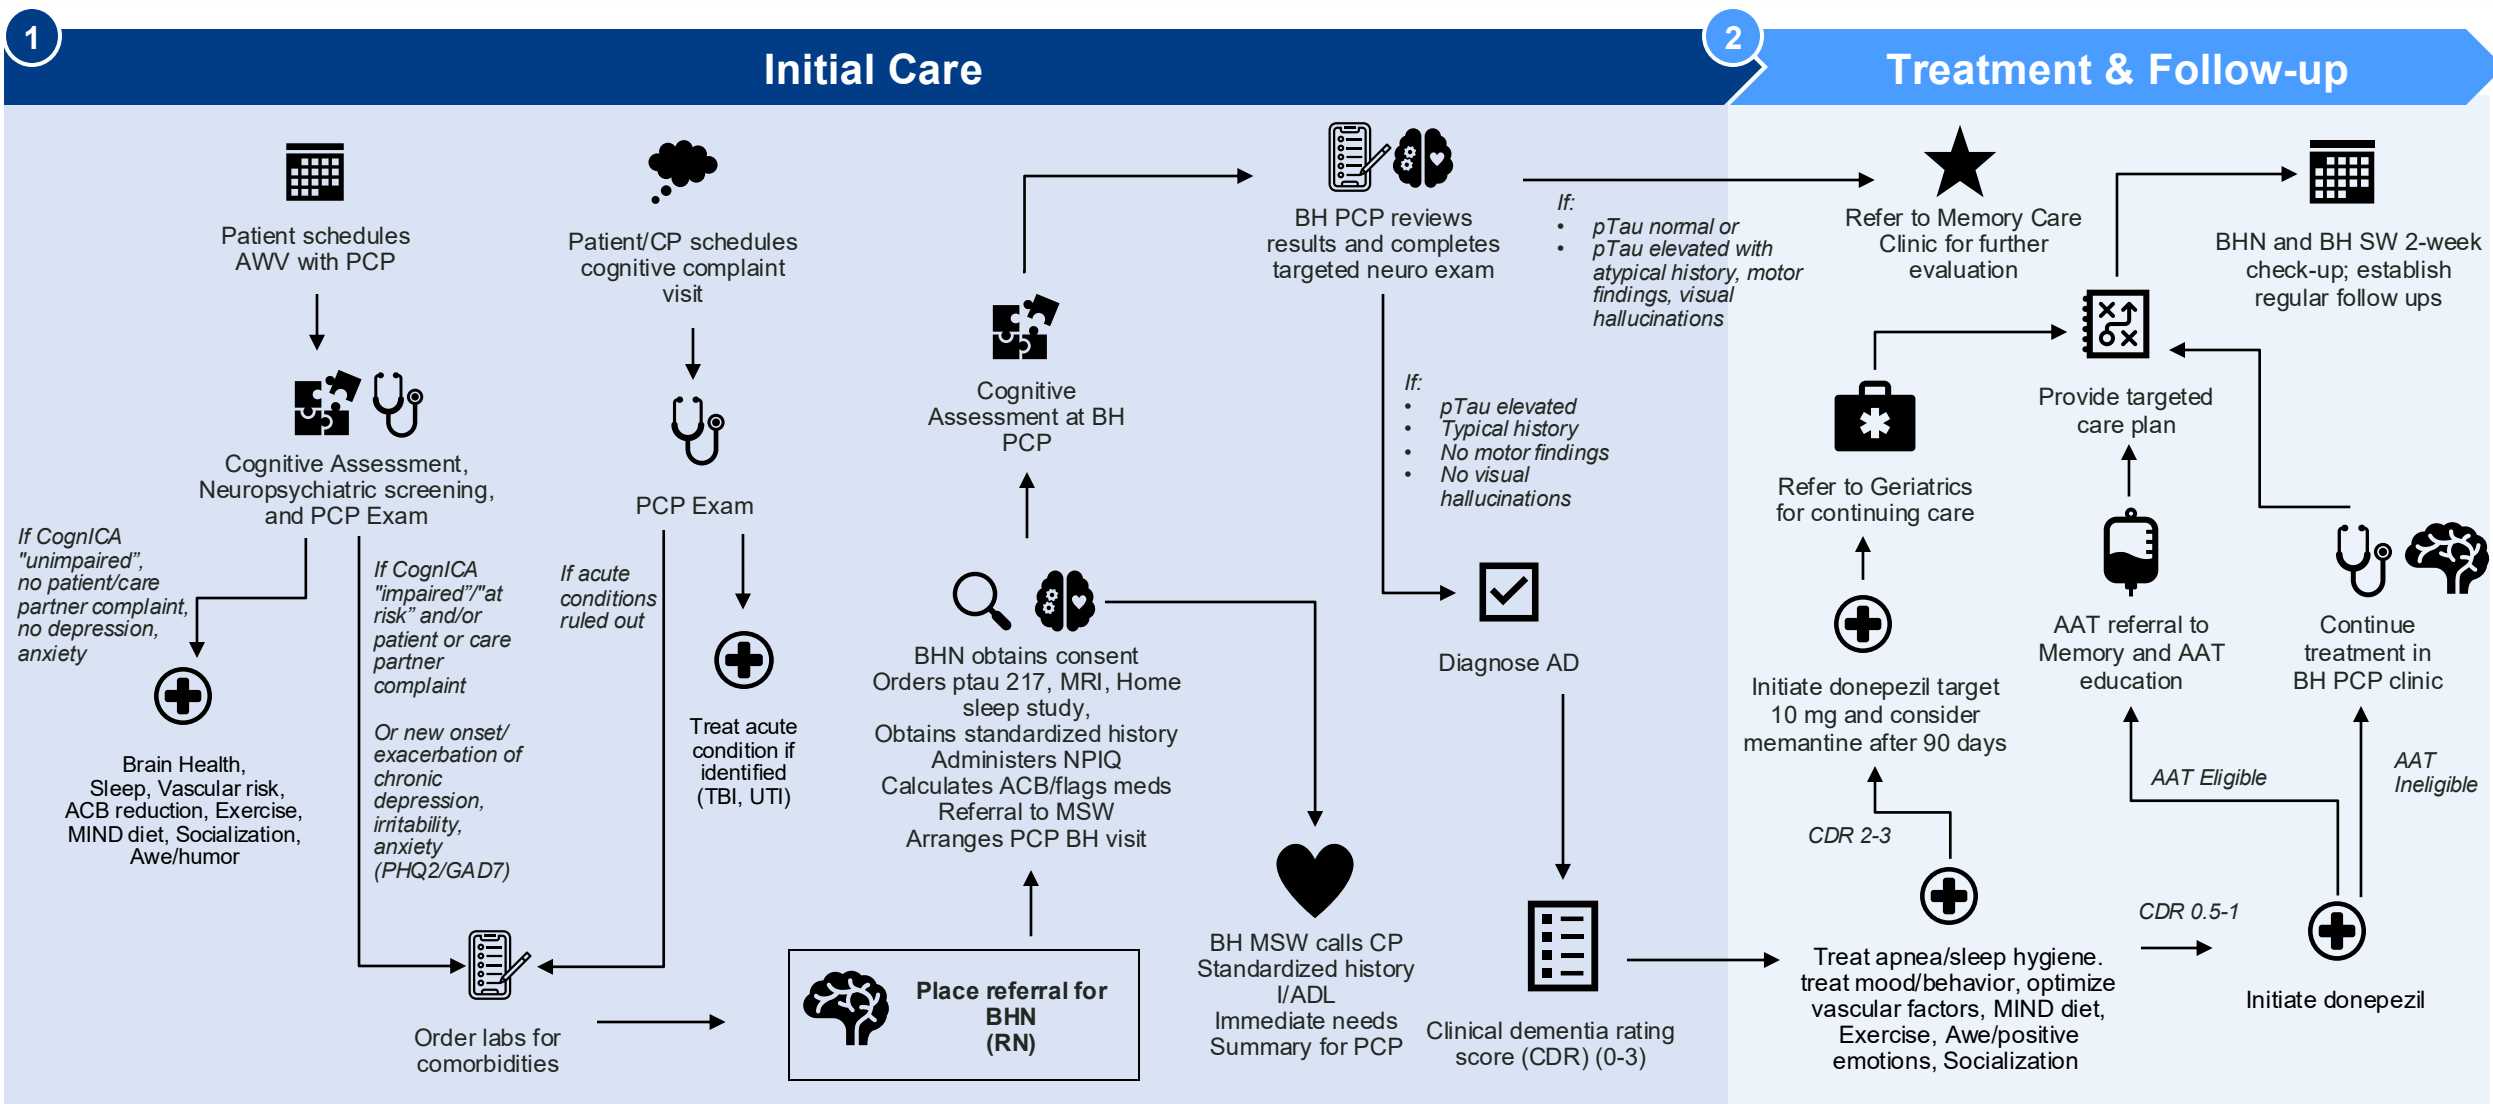 1
Initial Care
2
Treatment & Follow-up
Patient schedules
AWV with PCP
Cognitive Assessment,
Neuropsychiatric screening,
and PCP Exam
If CognICA
"unimpaired”,
no patient/care
partner complaint,
no depression,
anxiety
Brain Health,
Sleep, Vascular risk,
ACB reduction, Exercise,
MIND diet, Socialization,
Awe/humor
If CognICA
"impaired”/"at
risk” and/or
patient or care
partner
complaint
Or new onset/
exacerbation of
chronic
depression,
irritability,
anxiety
(PHQ2/GAD7)
Patient/CP schedules
cognitive complaint
visit
PCP Exam
If acute
conditions
ruled out
Treat acute
condition if
identified
(TBI, UTI)
Order labs for
comorbidities
Place referral for
BHN
(RN)
BHN obtains consent
Orders ptau 217, MRI, Home
sleep study,
Obtains standardized history
Administers NPIQ
Calculates ACB/flags meds
Referral to MSW
Arranges PCP BH visit
Cognitive
Assessment at BH
PCP
BH MSW calls CP
Standardized history
I/ADL
Immediate needs
Summary for PCP
BH PCP reviews
results and completes
targeted neuro exam
If:
• pTau normal or
• pTau elevated with
atypical history, motor
findings, visual
hallucinations
If:
• pTau elevated
• Typical history
• No motor findings
• No visual
hallucinations
Diagnose AD
Clinical dementia rating
score (CDR) (0-3)
Refer to Memory Care
Clinic for further
evaluation
Treat apnea/sleep hygiene.
treat mood/behavior, optimize
vascular factors, MIND diet,
Exercise, Awe/positive
emotions, Socialization
CDR 2-3
Initiate donepezil target
10 mg and consider
memantine after 90 days
Refer to Geriatrics
for continuing care
CDR 0.5-1
Initiate donepezil
AAT Eligible
AAT referral to
Memory and AAT
education
AAT
Ineligible
Continue
treatment in
BH PCP clinic
Provide targeted
care plan
BHN and BH SW 2-week
check-up; establish
regular follow ups